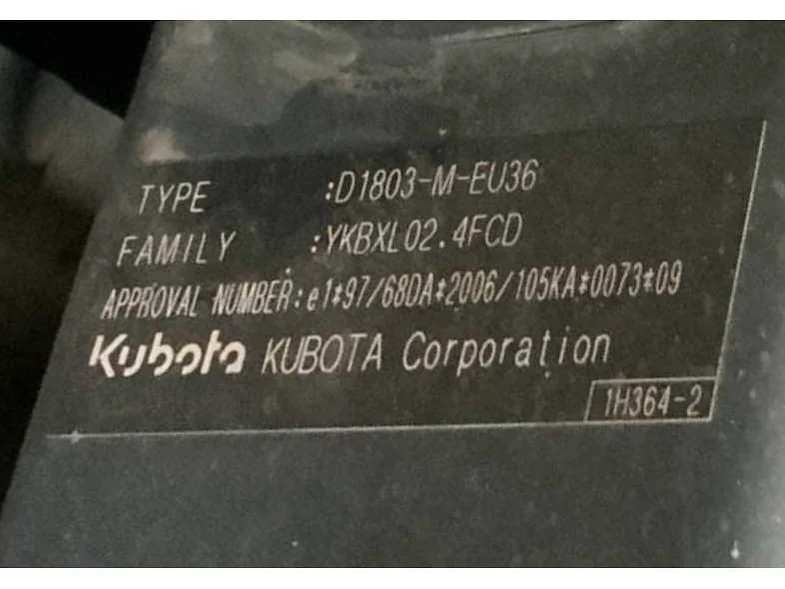 TYPE :D1803-M-EU36
FAMILY :YKBXL02.4FCD
APPROVAL NUMBER:e1*97/68DA*2006/105KA*0073*09
Kubota KUBOTA Corporation
1H364-2